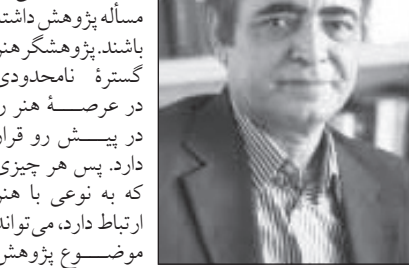 مسأله پژوهش داشته
باشند. پژوهشگر هنر
گسترهٔ نامحدودی
در عرصـــهٔ هنر ر
در پیـــش رو قرار
دارد. پس هر چیزی
که به نوعی با هنر
ارتباط دارد، می‌تواند
موضـــوع پژوهش